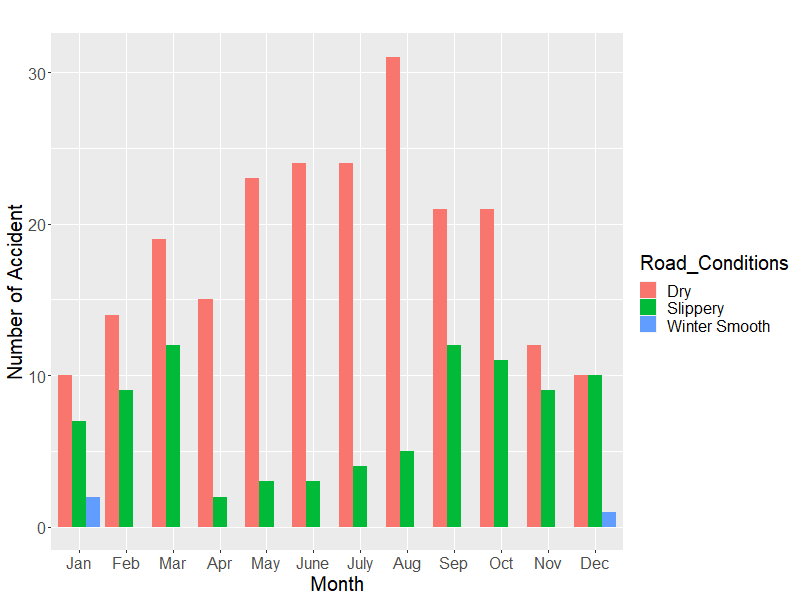 30
20
10
0
Number of Accident
Jan Feb Mar Apr May June July Aug Sep Oct Nov Dec
Month
Road_Conditions
Dry
Slippery
Winter Smooth